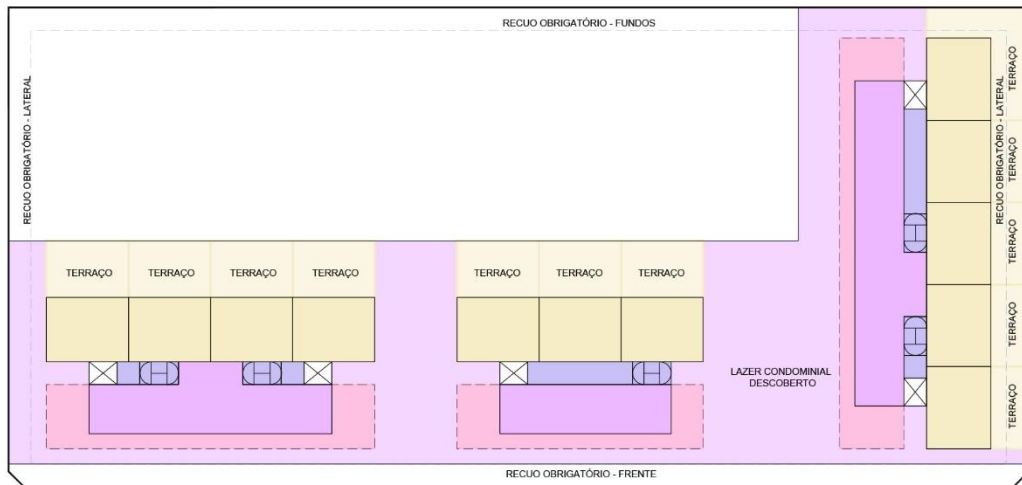 RECUO OBRIGATÓRIO - FUNDOS
RECUO OBRIGATÓRIO - LATERAL
RECUO OBRIGATÓRIO - LATERAL
TERRAÇO
TERRAÇO
TERRAÇO
TERRAÇO
TERRAÇO
TERRAÇO
TERRAÇO
TERRAÇO
TERRAÇO
TERRAÇO
TERRAÇO
TERRAÇO
LAZER CONDOMINIAL
DESCOBERTO
RECUO OBRIGATÓRIO - FRENTE